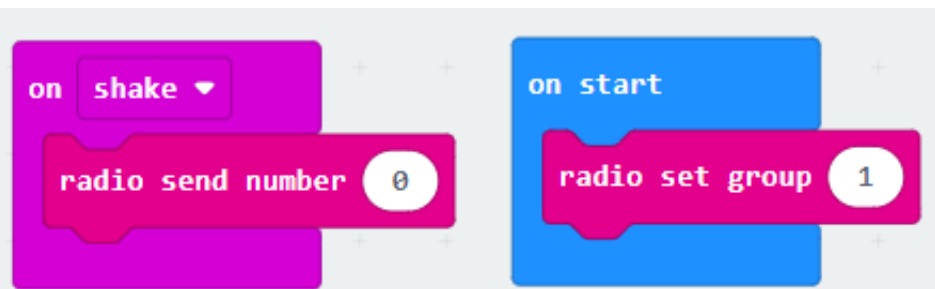 on shake
radio send number 0
on start
radio set group 1